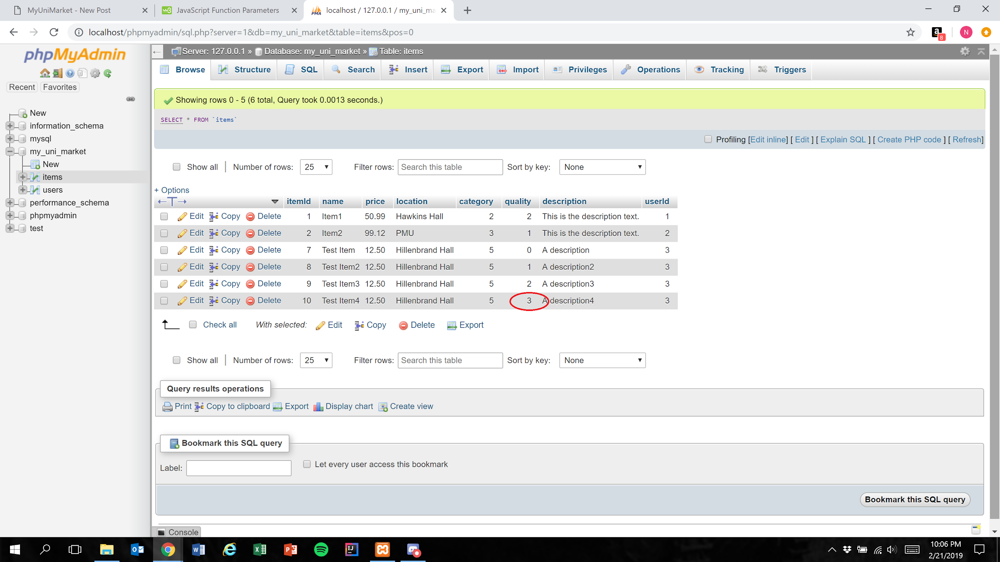 MyUniMarket - New Post
JavaScript Function Parameters
localhost / 127.0.0.1 / my_uni_ma
localhost/phpmyadmin/sql.php?server=1&db=my_uni_market&table=items&pos=0
8
N
phpMyAdmin
Recent Favorites
New
information_schema
mysql
my_uni_market
New
items
users
performance_schema
phpmyadmin
test
Server: 127.0.0.1 » Database: my_uni_market » Table: items
Browse Structure SQL Search Insert Export Import Privileges Operations Tracking Triggers
Showing rows 0 - 5 (6 total, Query took 0.0013 seconds.)
SELECT * FROM `items`
Profiling [Edit inline] [ Edit ] [ Explain SQL ] [ Create PHP code ] [ Refresh]
Show all Number of rows: 25 Filter rows: Search this table Sort by key: None
+ Options
itemId name price location category quality description userId
Edit Copy Delete 1 Item1 50.99 Hawkins Hall 2 2 This is the description text. 1
Edit Copy Delete 2 Item2 99.12 PMU 3 1 This is the description text. 2
Edit Copy Delete 7 Test Item 12.50 Hillenbrand Hall 5 0 A description 3
Edit Copy Delete 8 Test Item2 12.50 Hillenbrand Hall 5 1 A description2 3
Edit Copy Delete 9 Test Item3 12.50 Hillenbrand Hall 5 2 A description3 3
Edit Copy Delete 10 Test Item4 12.50 Hillenbrand Hall 5 3 A description4 3
Check all With selected: Edit Copy Delete Export
Show all Number of rows: 25 Filter rows: Search this table Sort by key: None
Query results operations
Print Copy to clipboard Export Display chart Create view
Bookmark this SQL query
Label: Let every user access this bookmark
Bookmark this SQL query
Console
10:06 PM
2/21/2019